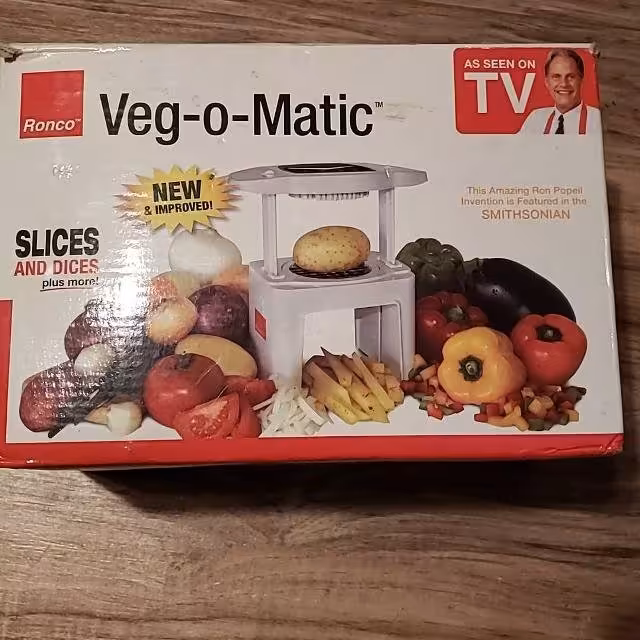 Ronco™
Veg-o-Matic™
AS SEEN ON
TV
NEW
& IMPROVED!
SLICES
AND DICES
plus more!
This Amazing Ron Popeil
Invention is Featured in the
SMITHSONIAN